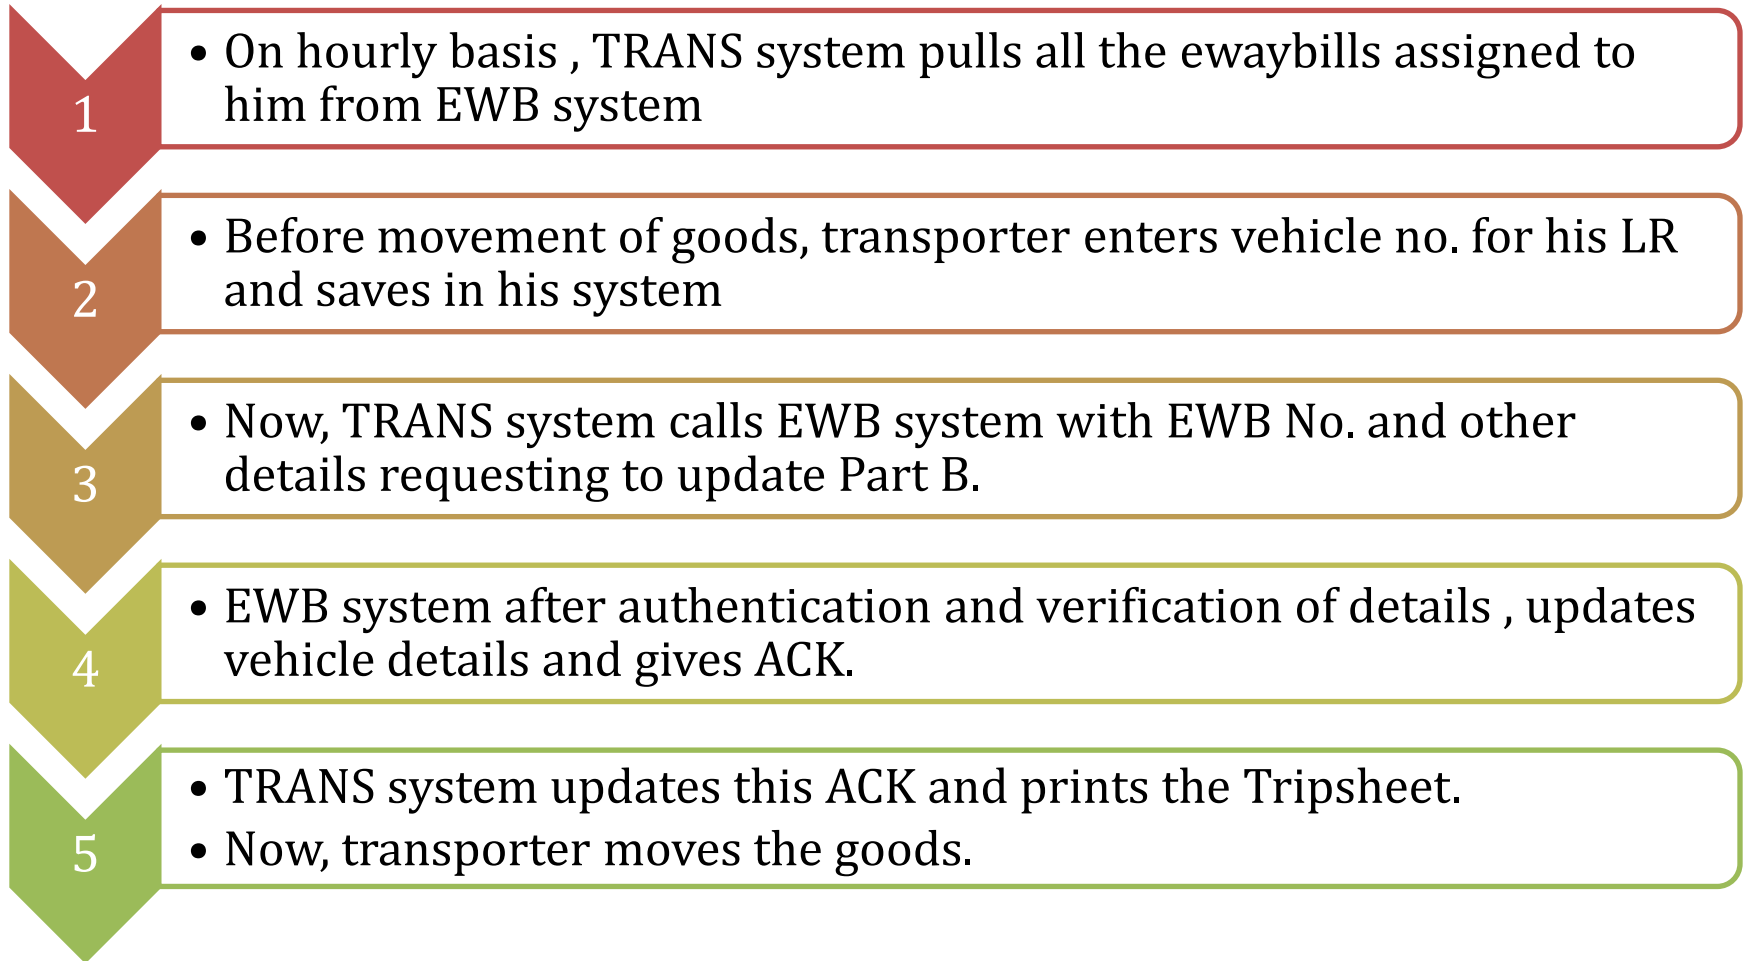 1
• On hourly basis , TRANS system pulls all the ewaybills assigned to
him from EWB system
2
• Before movement of goods, transporter enters vehicle no. for his LR
and saves in his system
3
• Now, TRANS system calls EWB system with EWB No. and other
details requesting to update Part B.
4
• EWB system after authentication and verification of details , updates
vehicle details and gives ACK.
5
• TRANS system updates this ACK and prints the Tripsheet.
• Now, transporter moves the goods.